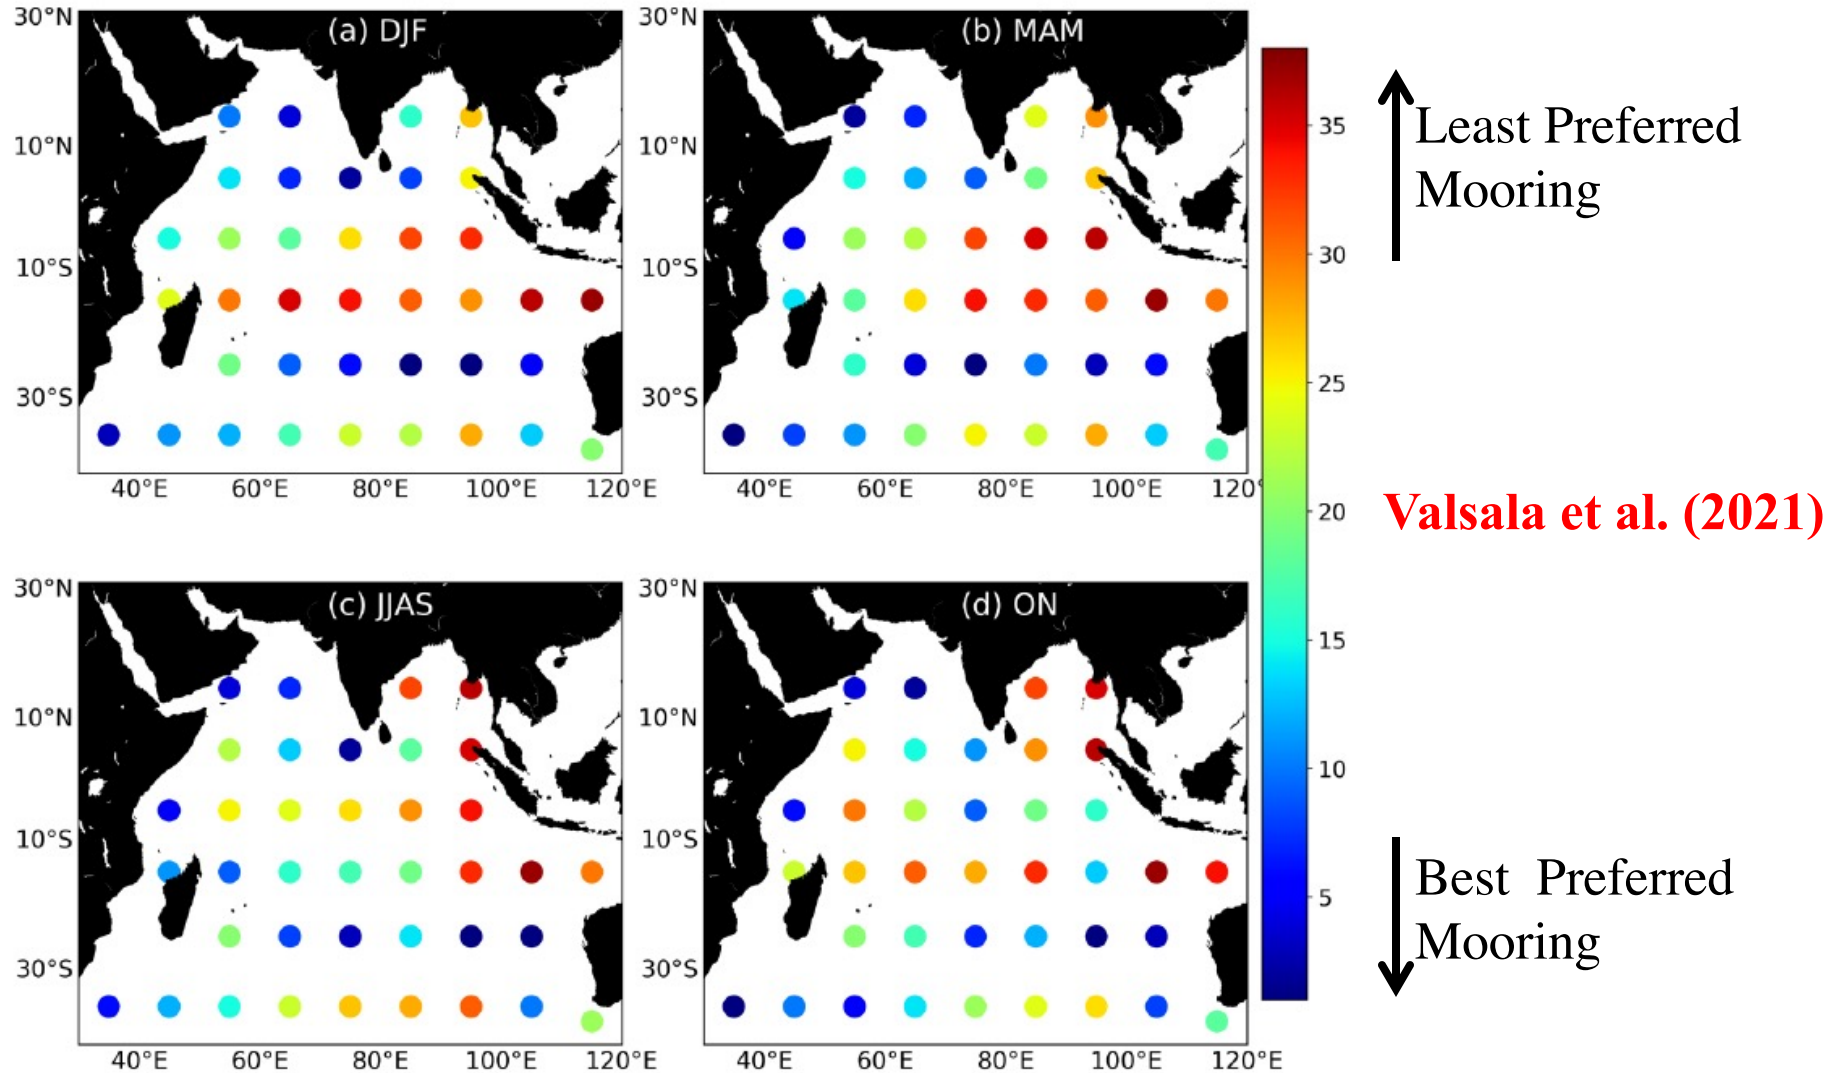 (a) DJF
30°N
10°N
10°S
30°S
40°E 60°E 80°E 100°E 120°E
(b) MAM
30°N
10°N
10°S
30°S
40°E 60°E 80°E 100°E 120°
(c) JJAS
30°N
10°N
10°S
30°S
40°E 60°E 80°E 100°E 120°E
(d) ON
30°N
10°N
10°S
30°S
40°E 60°E 80°E 100°E 120°E
35
30
25
20
15
10
5
Least Preferred
Mooring
Valsala et al. (2021)
Best Preferred
Mooring